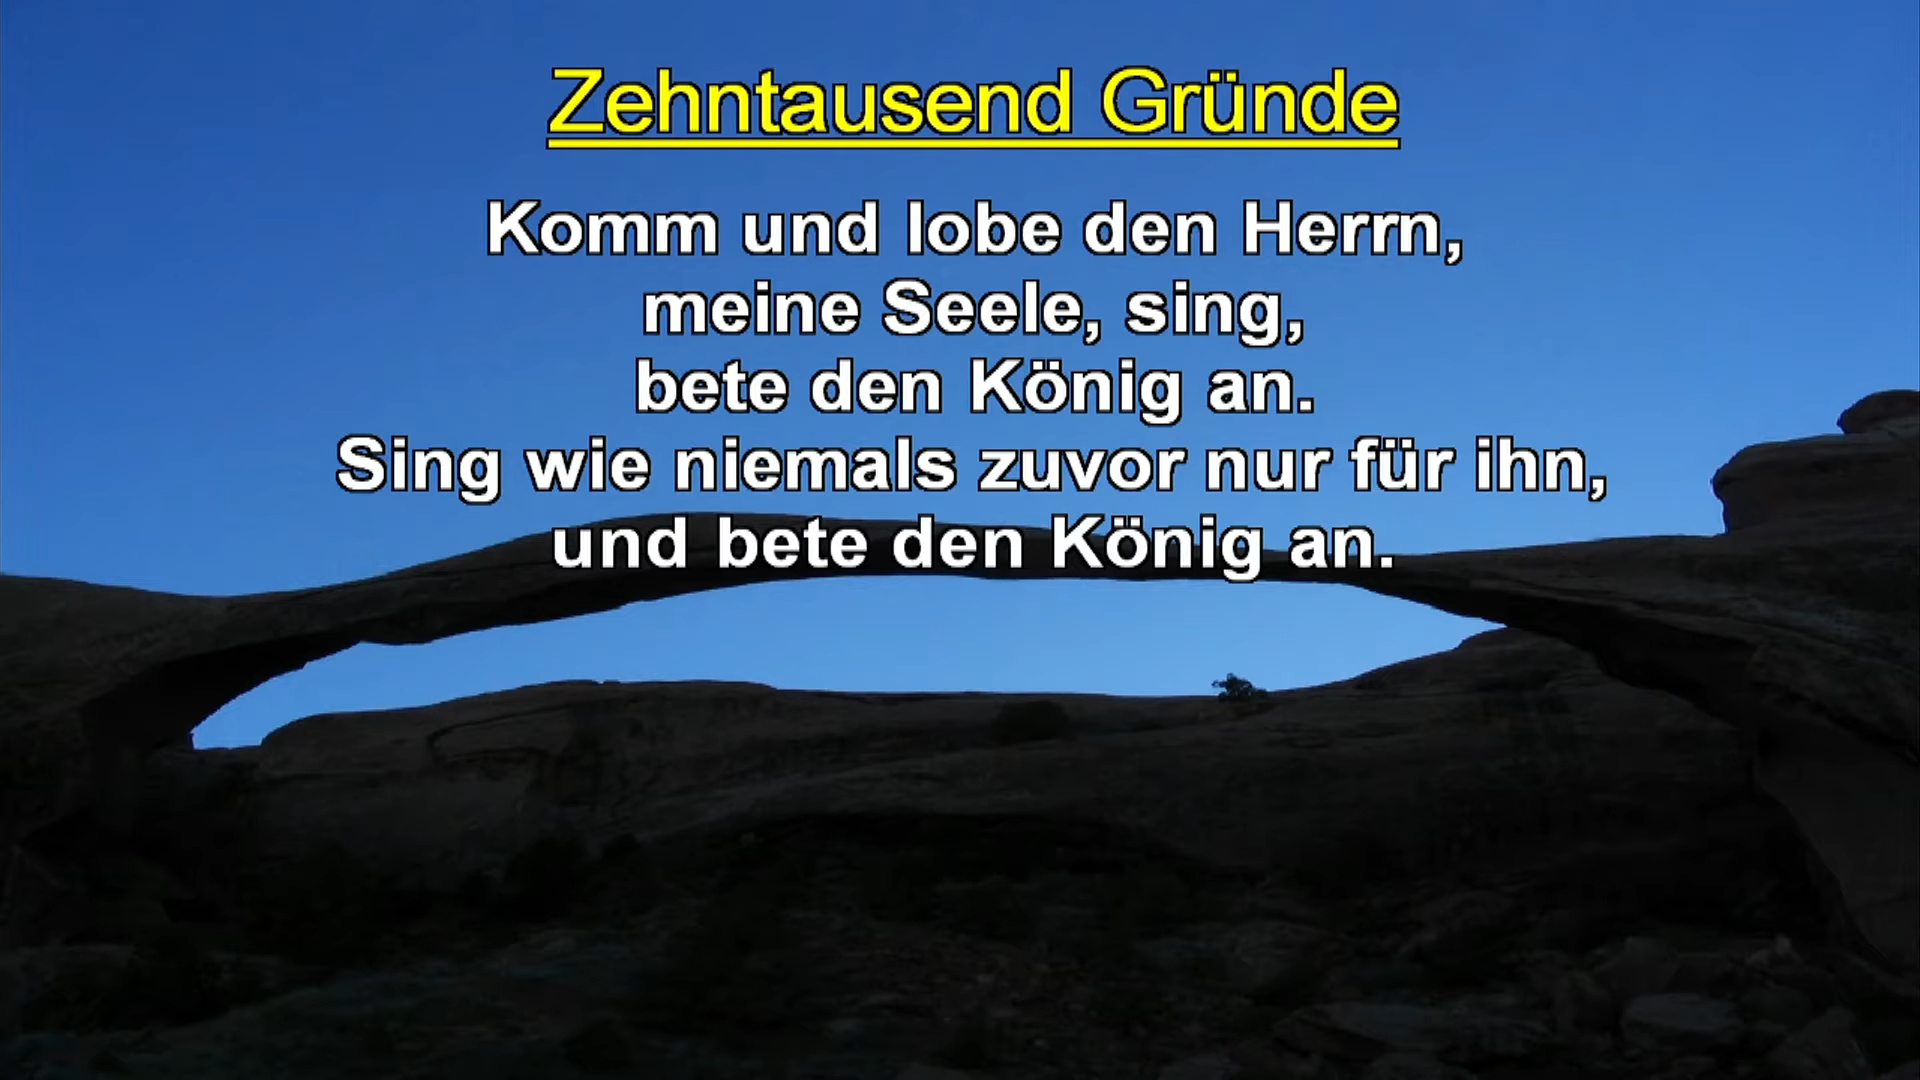 Zehntausend Gründe
Komm und lobe den Herrn,
meine Seele, sing,
bete den König an.
Sing wie niemals zuvor nur für ihn,
und bete den König an.